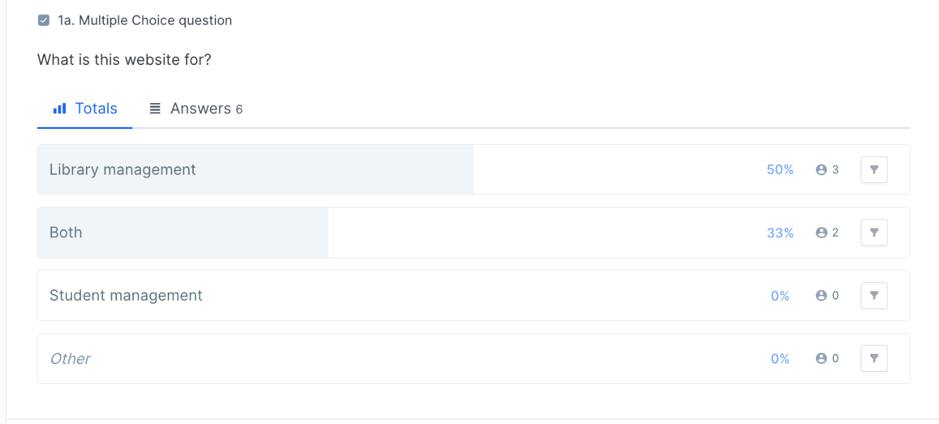 1a. Multiple Choice question
What is this website for?
Totals Answers 6
Library management 50% 3
Both 33% 2
Student management 0% 0
Other 0% 0